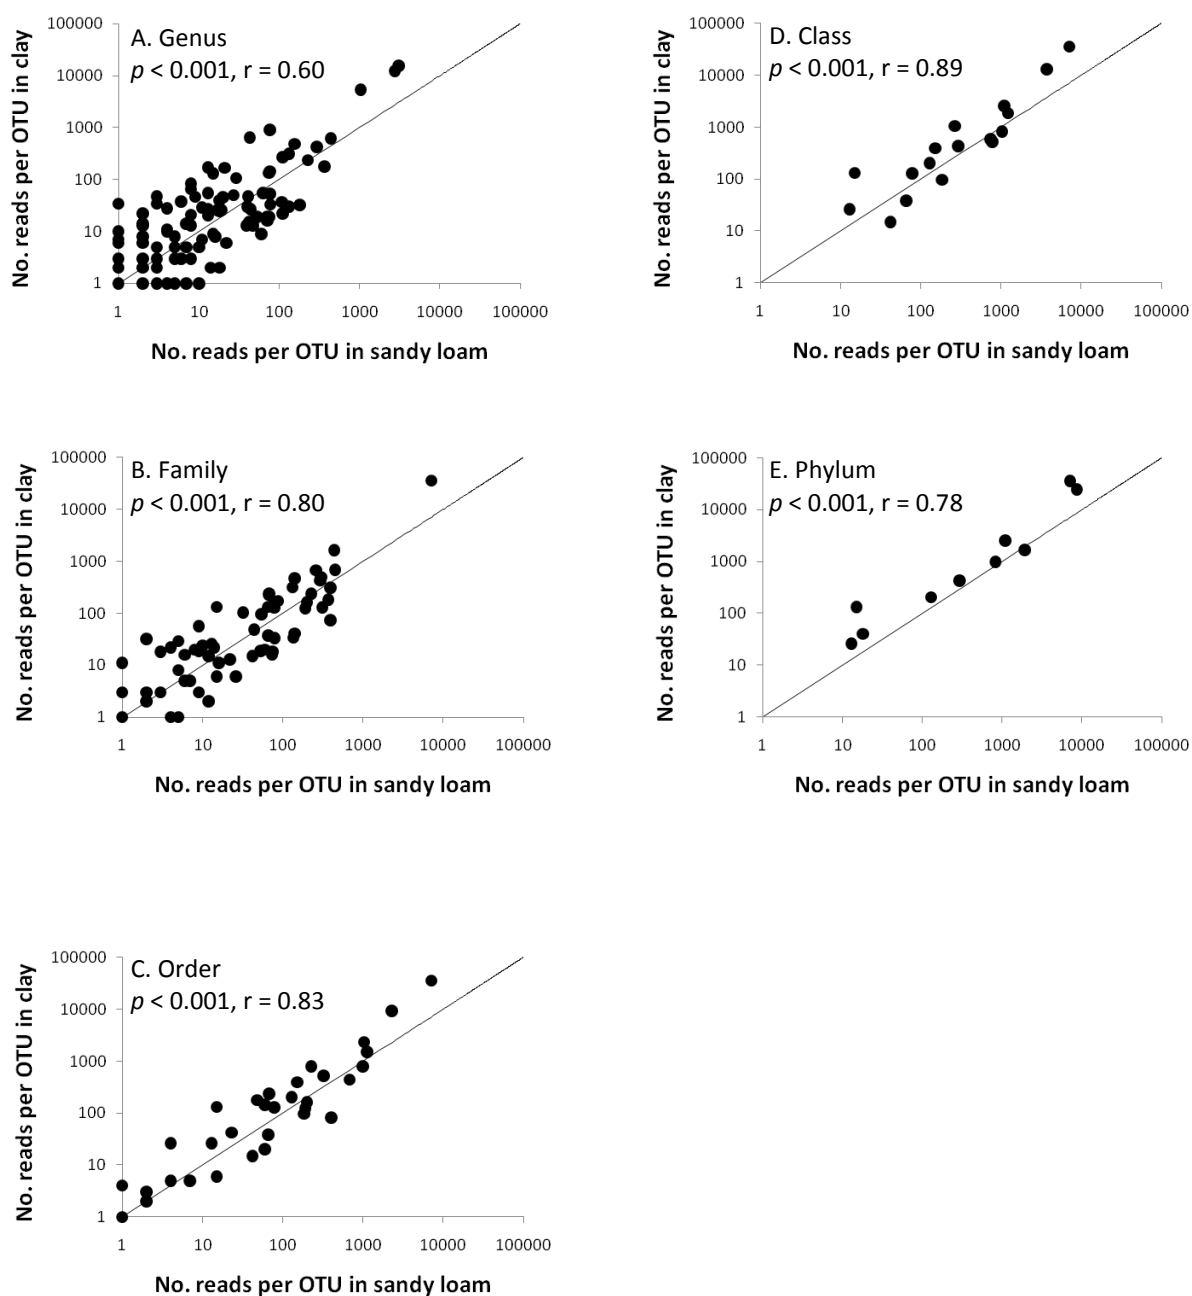 A. Genus
p < 0.001, r = 0.60
No. reads per OTU in clay
100000
10000
1000
100
10
1
1 10 100 1000 10000 100000
No. reads per OTU in sandy loam
D. Class
p < 0.001, r = 0.89
No. reads per OTU in clay
100000
10000
1000
100
10
1
1 10 100 1000 10000 100000
No. reads per OTU in sandy loam
B. Family
p < 0.001, r = 0.80
No. reads per OTU in clay
100000
10000
1000
100
10
1
1 10 100 1000 10000 100000
No. reads per OTU in sandy loam
E. Phylum
p < 0.001, r = 0.78
No. reads per OTU in clay
100000
10000
1000
100
10
1
1 10 100 1000 10000 100000
No. reads per OTU in sandy loam
C. Order
p < 0.001, r = 0.83
No. reads per OTU in clay
100000
10000
1000
100
10
1
1 10 100 1000 10000 100000
No. reads per OTU in sandy loam